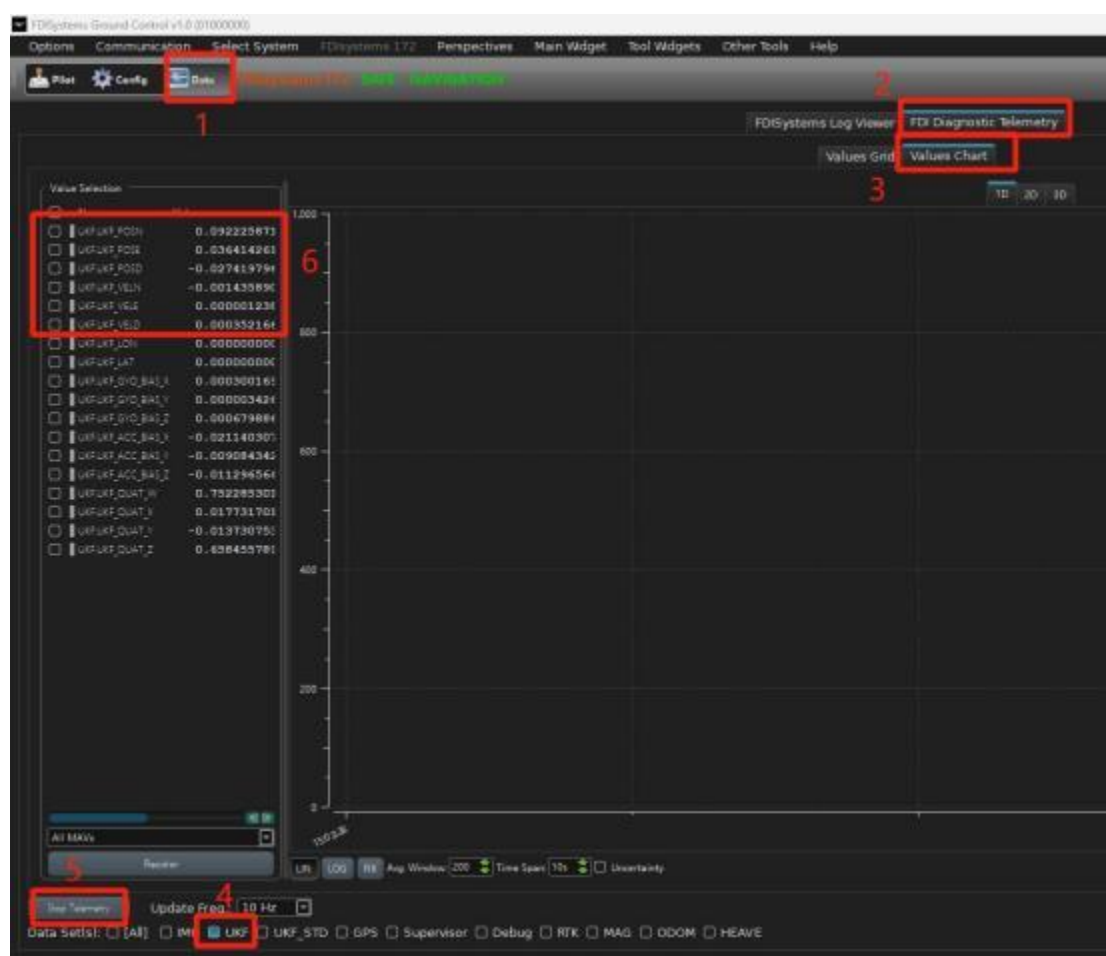 FDISystems Ground Control v1.0 (01000000)
Options Communication Select System FDIsystems 172 Perspectives Main Widget Tool Widgets Other Tools Help
Pilot Config Data NAVIGATION
1
2
FDISystems Log Viewer FDI Diagnostic Telemetry
Values Grid Values Chart
3
1D 2D 3D
Value Selection
UKF.UKF_POSN 0.092225873
UKF.UKF_POSE 0.036414261
UKF.UKF_POSD -0.02741979
6
UKF.UKF_VELN -0.00143589
UKF.UKF_VELE 0.00000123
UKF.UKF_VELD 0.00035216
UKF.UKF_LON 0.00000000
UKF.UKF_LAT 0.00000000
UKF.UKF_GYO_BIAS_X 0.00030016
UKF.UKF_GYO_BIAS_Y 0.00000342
UKF.UKF_GYO_BIAS_Z 0.00067988
UKF.UKF_ACC_BIAS_X -0.02114030
UKF.UKF_ACC_BIAS_Y -0.00908434
UKF.UKF_ACC_BIAS_Z -0.01129656
UKF.UKF_QUAT_W 0.75228530
UKF.UKF_QUAT_X 0.01773170
UKF.UKF_QUAT_Y -0.01373075
UKF.UKF_QUAT_Z 0.65845578
1,000
800
600
400
200
0
All MAVs
5
LIN LOG Avg. Window: 200 Time Span: 10s Uncertainty
4
Stop Telemetry Update Freq.: 10 Hz
Data Set(s): [All] IMU UKF UKF_STD GPS Supervisor Debug RTK MAG ODOM HEAVE